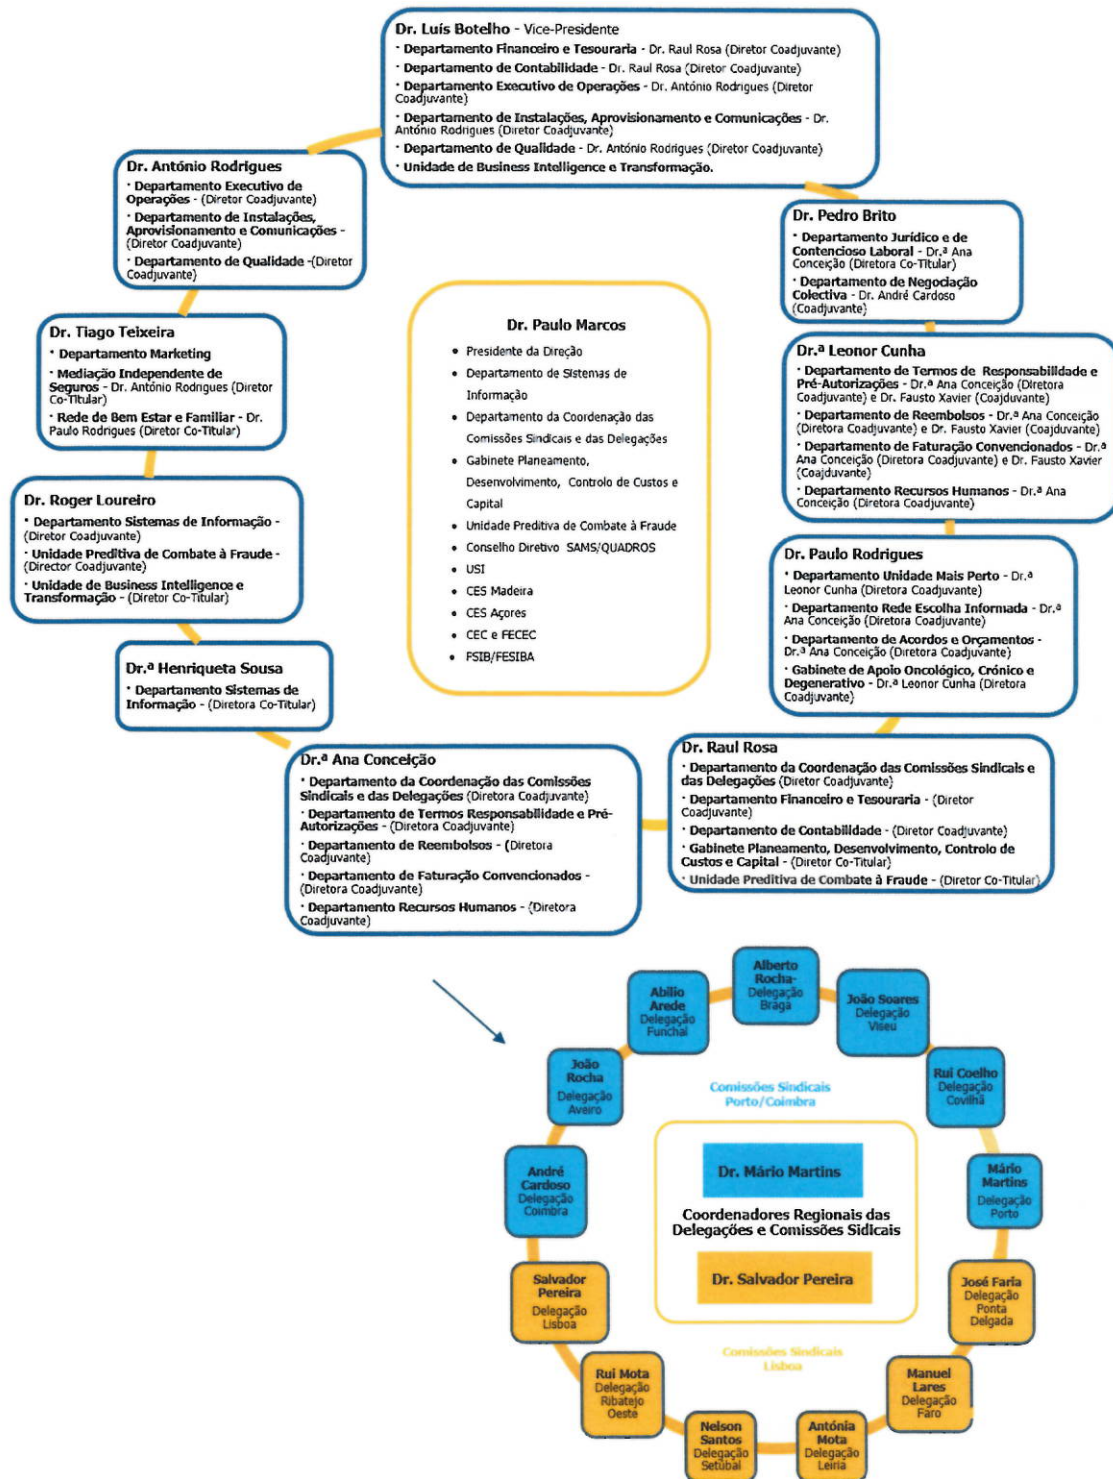 Dr. Luís Botelho - Vice-Presidente
· Departamento Financeiro e Tesouraria - Dr. Raul Rosa (Diretor Coadjuvante)
· Departamento de Contabilidade - Dr. Raul Rosa (Diretor Coadjuvante)
· Departamento Executivo de Operações - Dr. António Rodrigues (Diretor
Coadjuvante)
· Departamento de Instalações, Aprovisionamento e Comunicações - Dr.
António Rodrigues (Diretor Coadjuvante)
· Departamento de Qualidade - Dr. António Rodrigues (Diretor Coadjuvante)
· Unidade de Business Intelligence e Transformação.
Dr. António Rodrigues
· Departamento Executivo de
Operações - (Diretor Coadjuvante)
· Departamento de Instalações,
Aprovisionamento e Comunicações -
(Diretor Coadjuvante)
· Departamento de Qualidade -(Diretor
Coadjuvante)
Dr. Pedro Brito
· Departamento Jurídico e de
Contencioso Laboral - Dr.ª Ana
Conceição (Diretora Co-Titular)
· Departamento de Negociação
Colectiva - Dr. André Cardoso
(Coadjuvante)
Dr. Tiago Teixeira
· Departamento Marketing
· Mediação Independente de
Seguros - Dr. António Rodrigues (Diretor
Co-Titular)
· Rede de Bem Estar e Familiar - Dr.
Paulo Rodrigues (Diretor Co-Titular)
Dr. Paulo Marcos
• Presidente da Direção
• Departamento de Sistemas de
Informação
• Departamento da Coordenação das
Comissões Sindicais e das Delegações
• Gabinete Planeamento,
Desenvolvimento, Controlo de Custos e
Capital
• Unidade Preditiva de Combate à Fraude
• Conselho Diretivo SAMS/QUADROS
• USI
• CES Madeira
• CES Açores
• CEC e FECEC
• FSIB/FESIBA
Dr.ª Leonor Cunha
· Departamento de Termos de Responsabilidade e
Pré-Autorizações - Dr.ª Ana Conceição (Diretora
Coadjuvante) e Dr. Fausto Xavier (Coajduvante)
· Departamento de Reembolsos - Dr.ª Ana Conceição
(Diretora Coadjuvante) e Dr. Fausto Xavier (Coajduvante)
· Departamento de Faturação Convencionados - Dr.ª
Ana Conceição (Diretora Coadjuvante) e Dr. Fausto Xavier
(Coajduvante)
· Departamento Recursos Humanos - Dr.ª Ana
Conceição (Diretora Coadjuvante)
Dr. Roger Loureiro
· Departamento Sistemas de Informação -
(Diretor Coadjuvante)
· Unidade Preditiva de Combate à Fraude -
(Director Coadjuvante)
· Unidade de Business Intelligence e
Transformação - (Diretor Co-Titular)
Dr. Paulo Rodrigues
· Departamento Unidade Mais Perto - Dr.ª
Leonor Cunha (Diretora Coadjuvante)
· Departamento Rede Escolha Informada - Dr.ª
Ana Conceição (Diretora Coadjuvante)
· Departamento de Acordos e Orçamentos -
Dr.ª Ana Conceição (Diretora Coadjuvante)
· Gabinete de Apoio Oncológico, Crónico e
Degenerativo - Dr.ª Leonor Cunha (Diretora
Coadjuvante)
Dr.ª Henriqueta Sousa
· Departamento Sistemas de
Informação - (Diretora Co-Titular)
Dr.ª Ana Conceição
· Departamento da Coordenação das Comissões
Sindicais e das Delegações (Diretora Coadjuvante)
· Departamento de Termos Responsabilidade e Pré-
Autorizações - (Diretora Coadjuvante)
· Departamento de Reembolsos - (Diretora
Coadjuvante)
· Departamento de Faturação Convencionados -
(Diretora Coadjuvante)
· Departamento Recursos Humanos - (Diretora
Coadjuvante)
Dr. Raul Rosa
· Departamento da Coordenação das Comissões Sindicais e
das Delegações (Diretor Coadjuvante)
· Departamento Financeiro e Tesouraria - (Diretor
Coadjuvante)
· Departamento de Contabilidade - (Diretor Coadjuvante)
· Gabinete Planeamento, Desenvolvimento, Controlo de
Custos e Capital - (Diretor Co-Titular)
· Unidade Preditiva de Combate à Fraude - (Diretor Co-Titular)
Alberto
Rocha-
Delegação
Braga
Abílio
Arede
Delegação
Funchal
João Soares
Delegação
Viseu
João
Rocha
Delegação
Aveiro
Rui Coelho
Delegação
Covilhã
Comissões Sindicais
Porto/Coimbra
André
Cardoso
Delegação
Coimbra
Dr. Mário Martins
Mário
Martins
Delegação
Porto
Coordenadores Regionais das
Delegações e Comissões Sidicais
Dr. Salvador Pereira
Salvador
Pereira
Delegação
Lisboa
José Faria
Delegação
Ponta
Delgada
Comissões Sindicais
Lisboa
Rui Mota
Delegação
Ribatejo
Oeste
Manuel
Lares
Delegação
Faro
Nelson
Santos
Delegação
Setúbal
Antónia
Mota
Delegação
Leiria